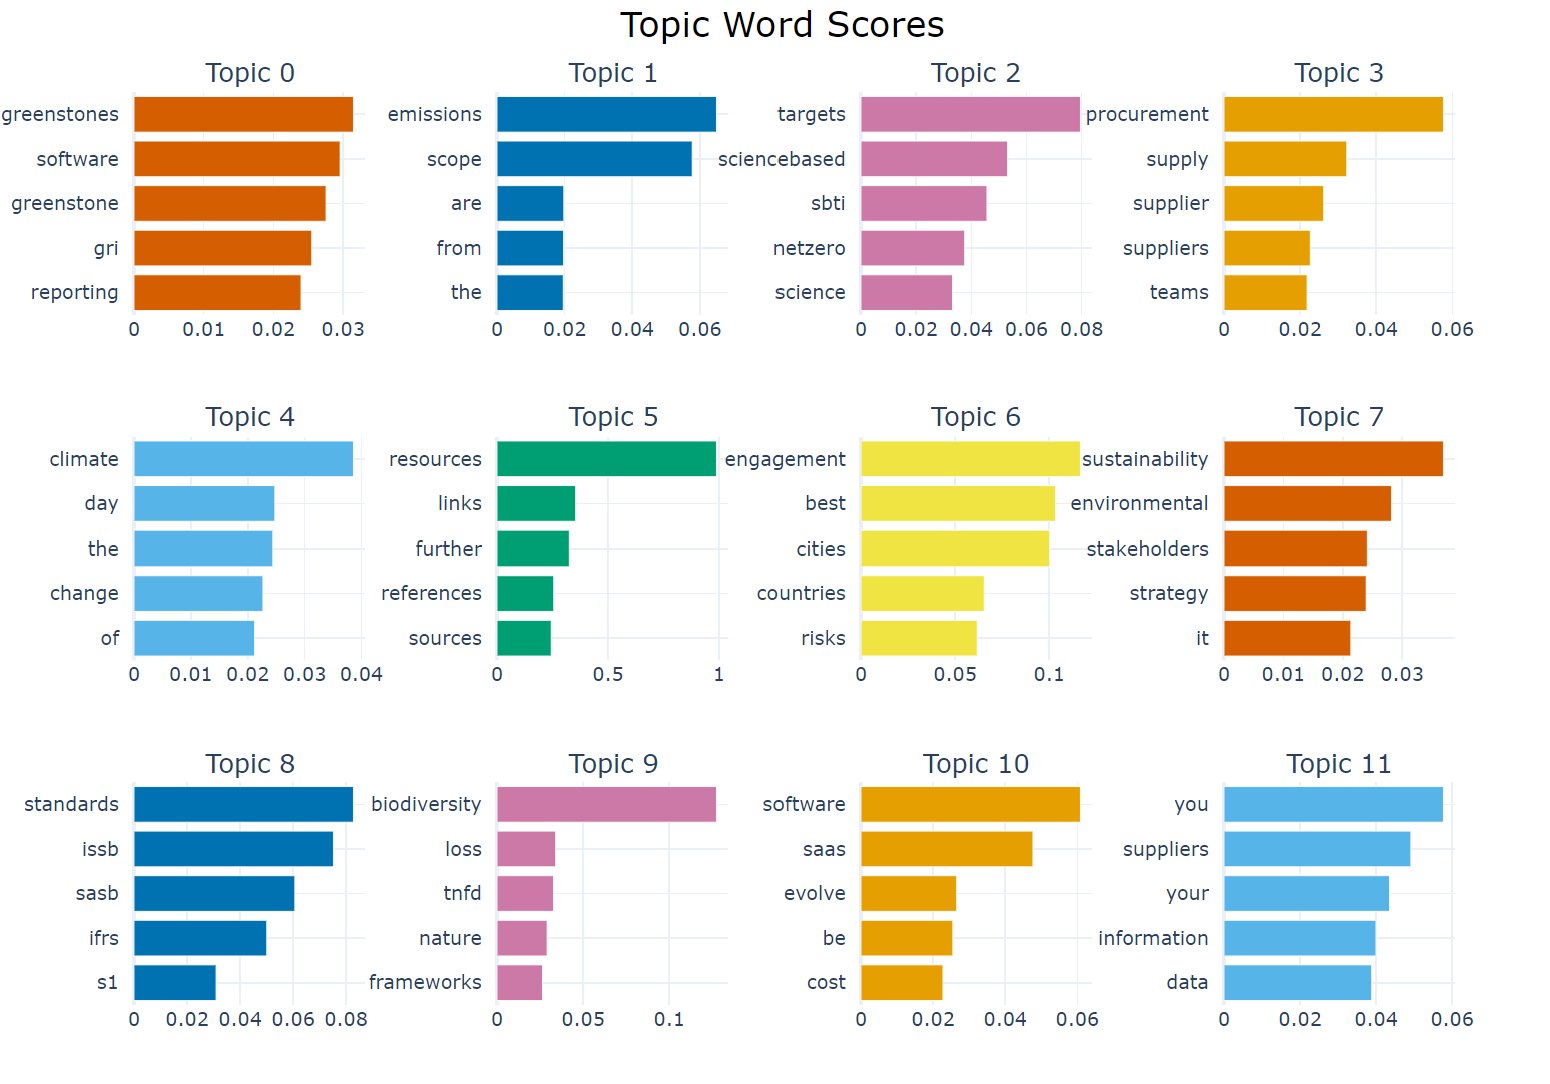 Topic Word Scores
Topic 0
greenstones
software
greenstone
gri
reporting
0 0.01 0.02 0.03
Topic 1
emissions
scope
are
from
the
0 0.02 0.04 0.06
Topic 2
targets
sciencebased
sbti
netzero
science
0 0.02 0.04 0.06 0.08
Topic 3
procurement
supply
supplier
suppliers
teams
0 0.02 0.04 0.06
Topic 4
climate
day
the
change
of
0 0.01 0.02 0.03 0.04
Topic 5
resources
links
further
references
sources
0 0.5 1
Topic 6
engagement
best
cities
countries
risks
0 0.05 0.1
Topic 7
sustainability
environmental
stakeholders
strategy
it
0 0.01 0.02 0.03
Topic 8
standards
issb
sasb
ifrs
s1
0 0.02 0.04 0.06 0.08
Topic 9
biodiversity
loss
tnfd
nature
frameworks
0 0.05 0.1
Topic 10
software
saas
evolve
be
cost
0 0.02 0.04 0.06
Topic 11
you
suppliers
your
information
data
0 0.02 0.04 0.06